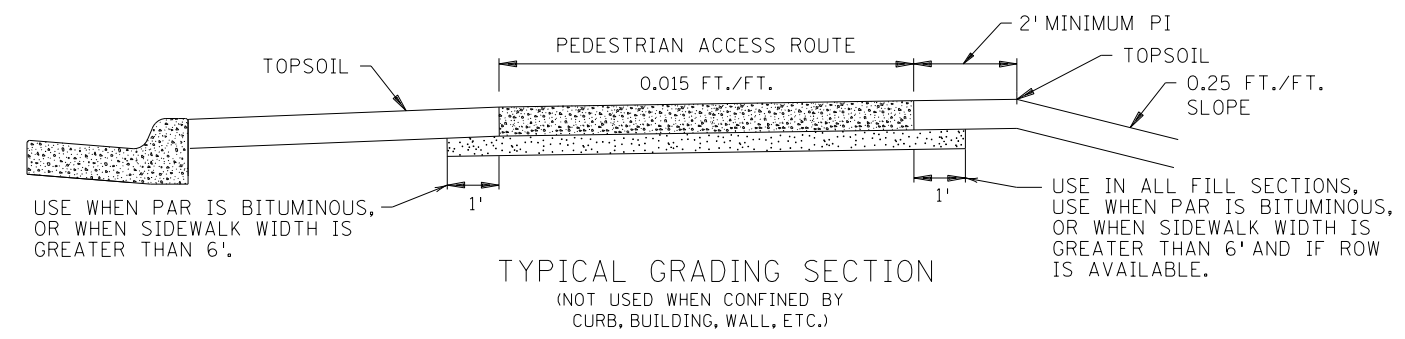 2' MINIMUM PI
PEDESTRIAN ACCESS ROUTE
TOPSOIL
TOPSOIL
0.015 FT./FT.
0.25 FT./FT.
SLOPE
1'
1'
USE WHEN PAR IS BITUMINOUS,
OR WHEN SIDEWALK WIDTH IS
GREATER THAN 6'.
USE IN ALL FILL SECTIONS,
USE WHEN PAR IS BITUMINOUS,
OR WHEN SIDEWALK WIDTH IS
GREATER THAN 6' AND IF ROW
IS AVAILABLE.
TYPICAL GRADING SECTION
(NOT USED WHEN CONFINED BY
CURB, BUILDING, WALL, ETC.)